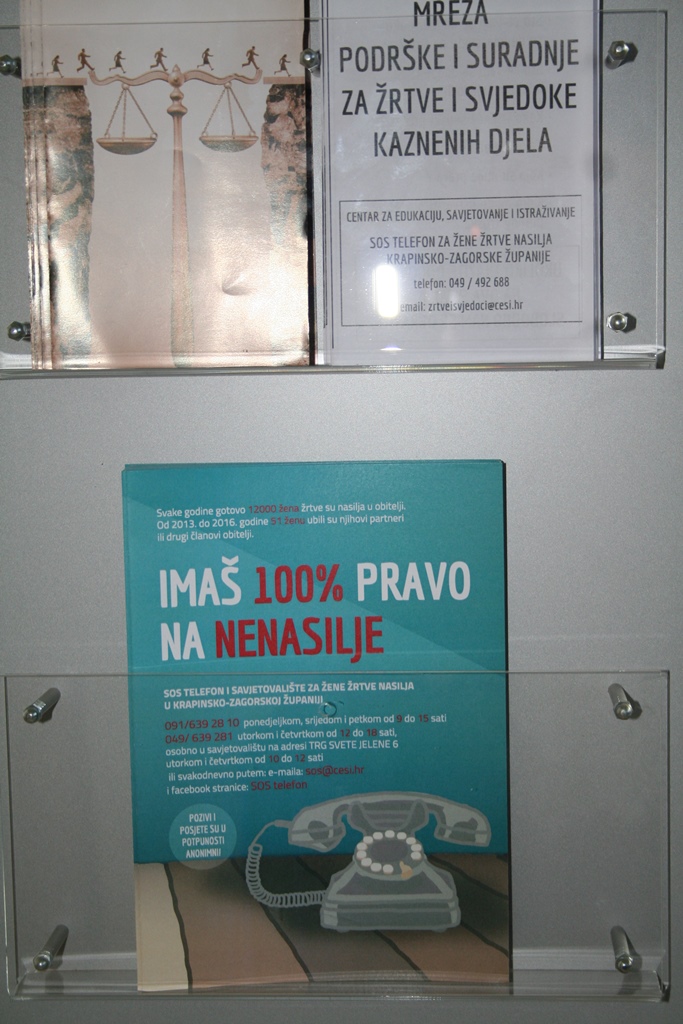 MREŽA
PODRŠKE I SURADNJE
ZA ŽRTVE I SVJEDOKE
KAZNENIH DJELA
CENTAR ZA EDUKACIJU, SAVJETOVANJE I ISTRAŽIVANJE
SOS TELEFON ZA ŽENE ŽRTVE NASILJA
KRAPINSKO-ZAGORSKE ŽUPANIJE
telefon: 049 / 492 688
email: zrtveisvjedoci@cesi.hr
Svake godine gotovo 12000 žena žrtve su nasilja u obitelji.
Od 2013. do 2016. godine 51 ženu ubili su njihovi partneri
ili drugi članovi obitelji.
IMAŠ 100% PRAVO
NA NENASILJE
SOS TELEFON I SAVJETOVALIŠTE ZA ŽENE ŽRTVE NASILJA
U KRAPINSKO-ZAGORSKOJ ŽUPANIJI
091/639 28 10 ponedjeljkom, srijedom i petkom od 9 do 15 sati
049/ 639 281 utorkom i četvrtkom od 12 do 18 sati,
osobno u savjetovalištu na adresi TRG SVETE JELENE 6
utorkom i četvrtkom od 10 do 12 sati
ili svakodnevno putem: e-maila: sos@cesi.hr
i facebook stranice: SOS telefon
POZIVI I
POSJETE SU U
POTPUNOSTI
ANONIMNI!